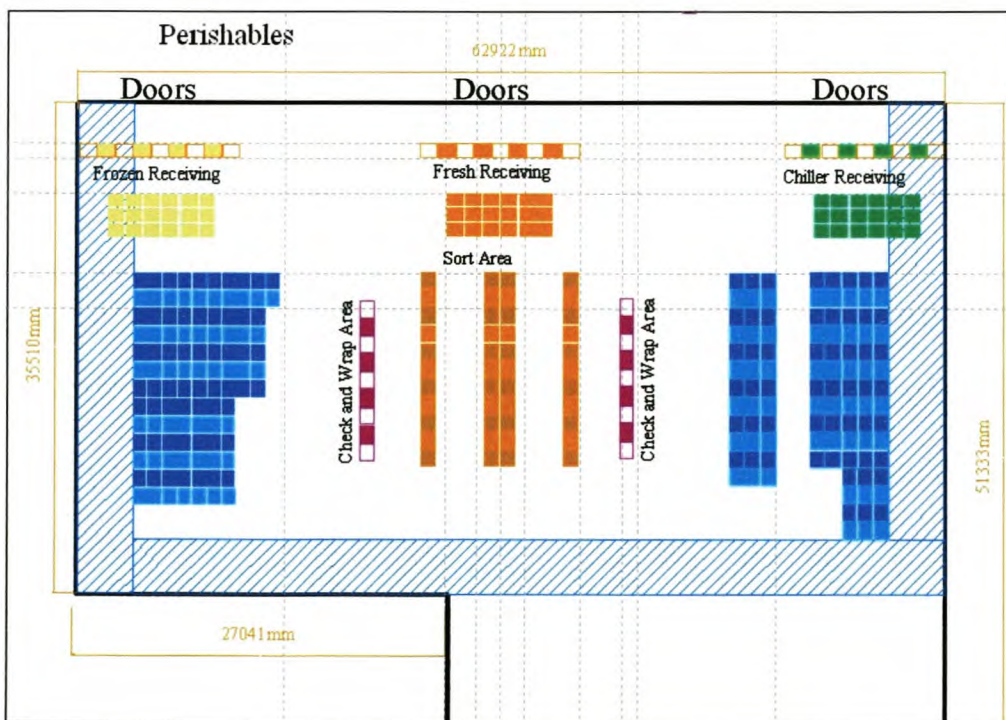 Perishables
62922mm
Doors
Doors
Doors
Frozen Receiving
Fresh Receiving
Chiller Receiving
Sort Area
Check and Wrap Area
Check and Wrap Area
35510mm
51333mm
27041mm